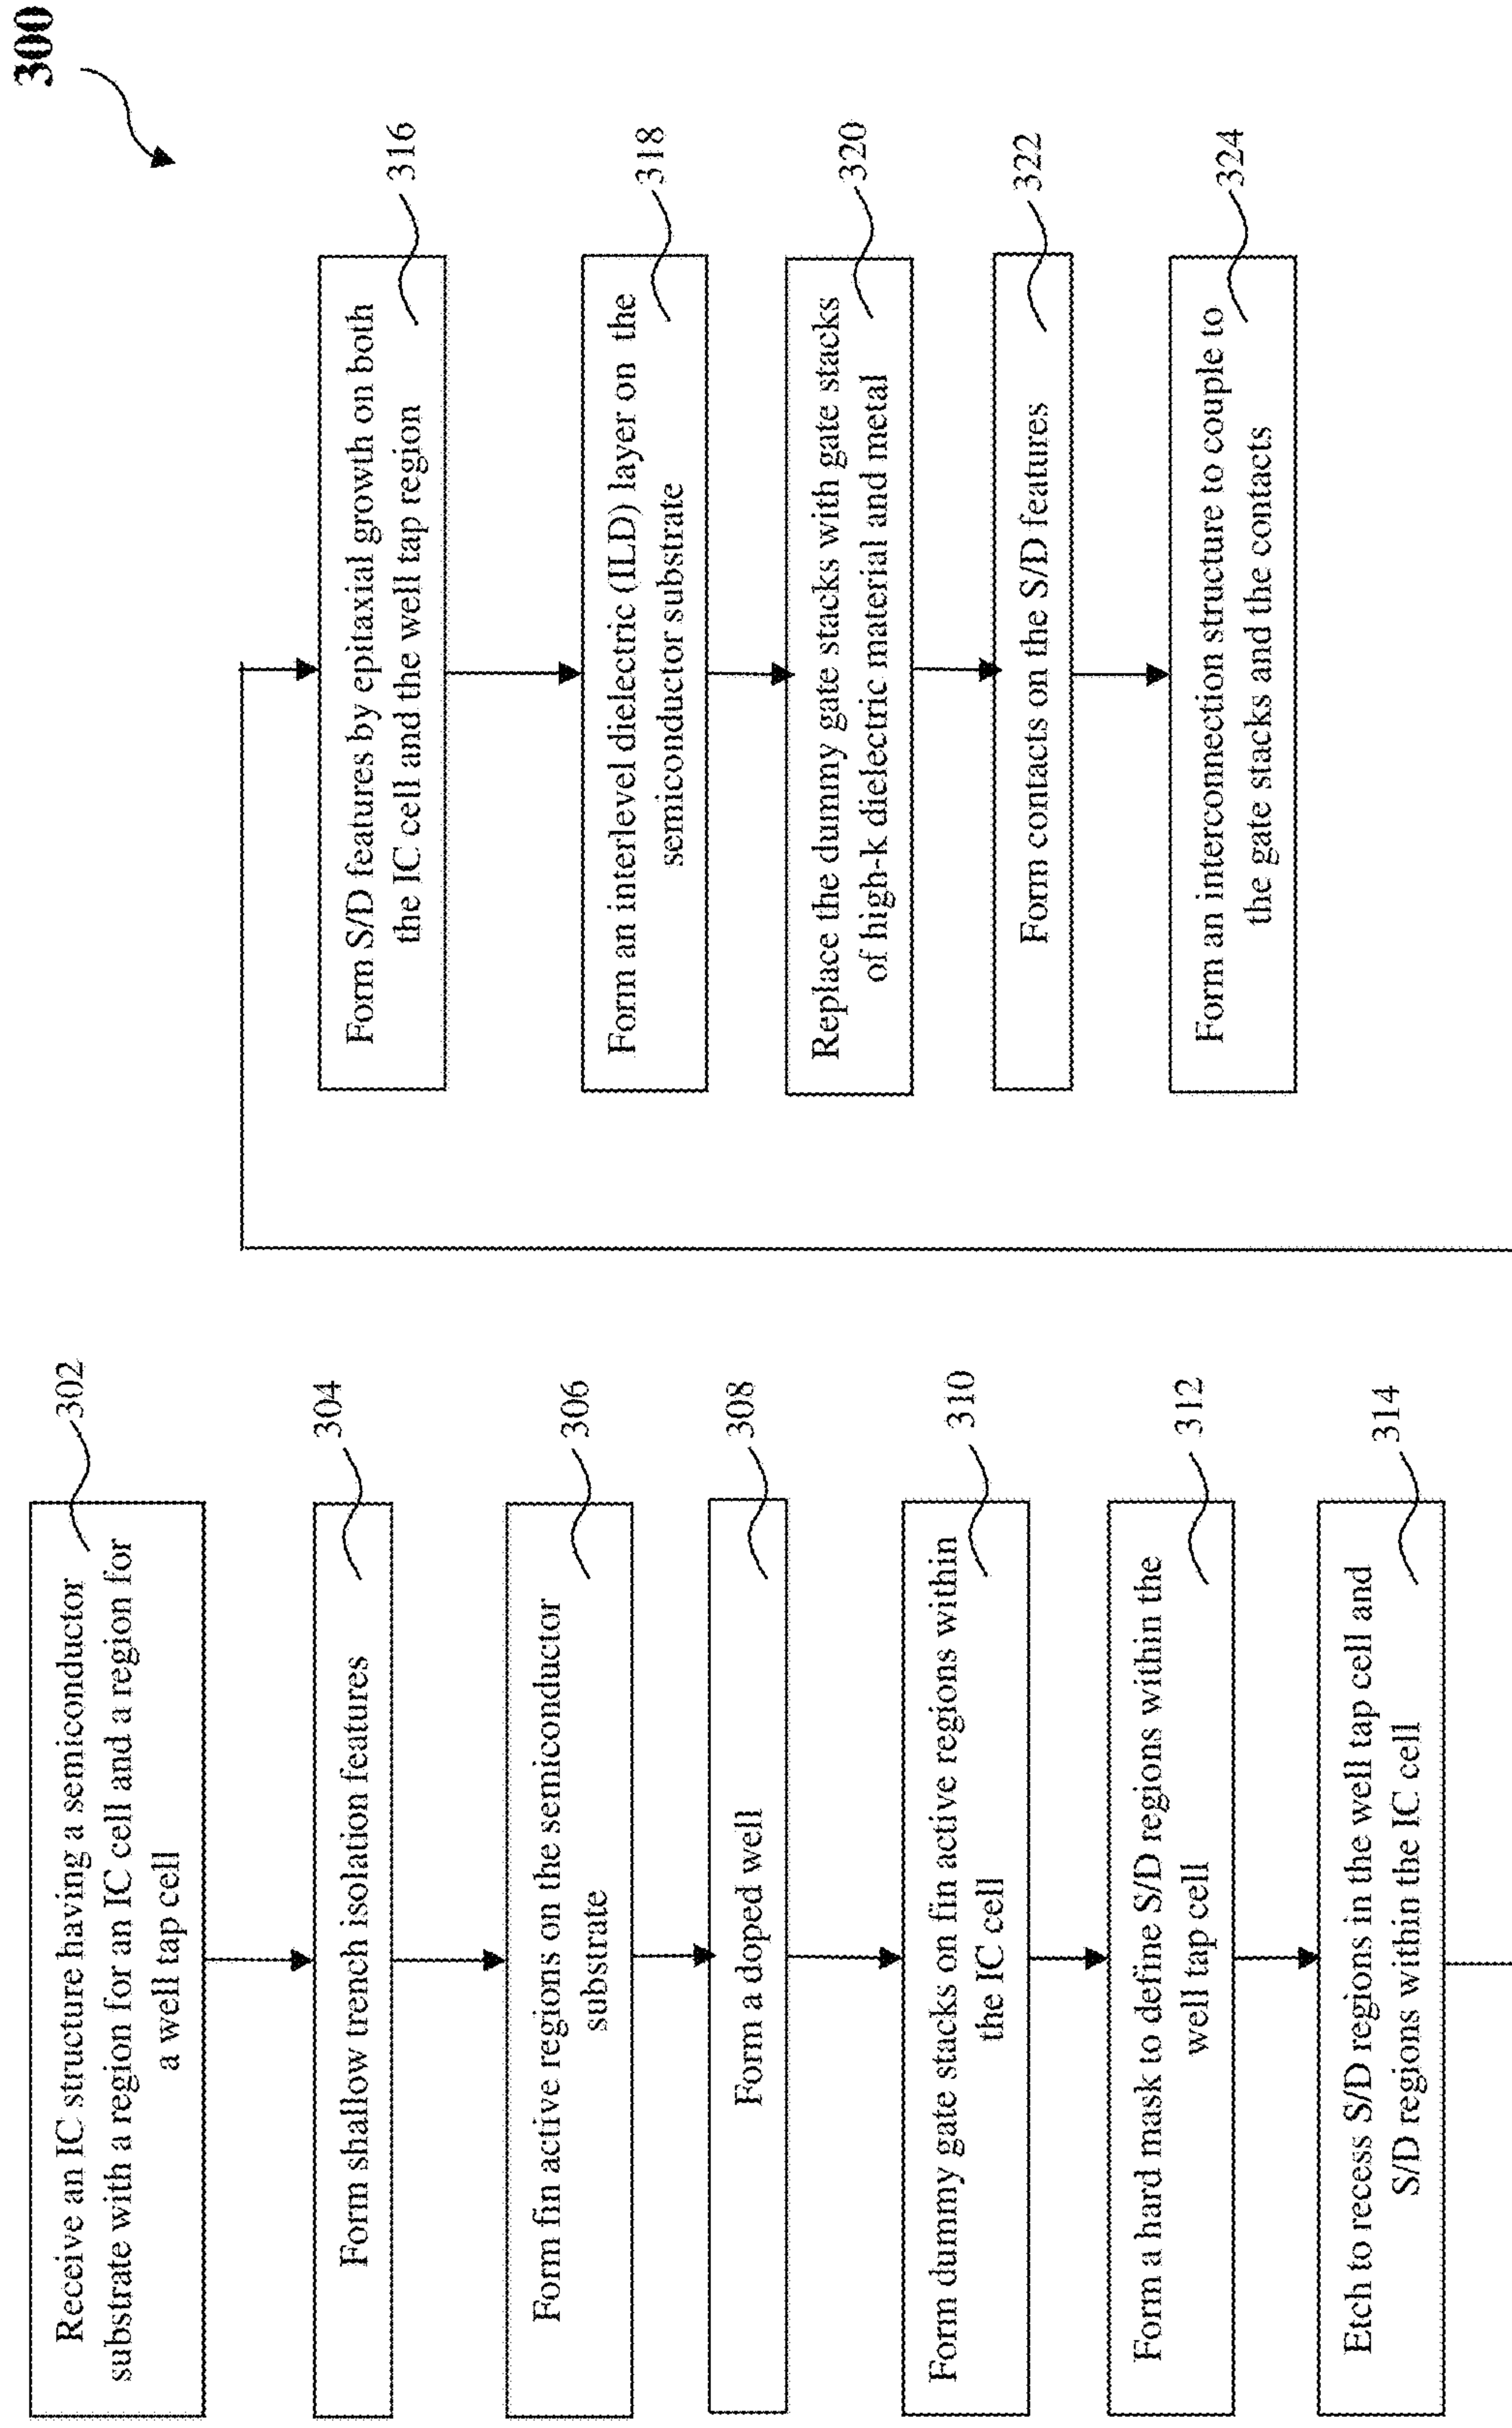 300
Receive an IC structure having a semiconductor
substrate with a region for an IC cell and a region for
a well tap cell
302
Form shallow trench isolation features
304
Form fin active regions on the semiconductor
substrate
306
Form a doped well
308
Form dummy gate stacks on fin active regions within
the IC cell
310
Form a hard mask to define S/D regions within the
well tap cell
312
Etch to recess S/D regions in the well tap cell and
S/D regions within the IC cell
314
Form S/D features by epitaxial growth on both
the IC cell and the well tap region
316
Form an interlevel dielectric (ILD) layer on the
semiconductor substrate
318
Replace the dummy gate stacks with gate stacks
of high-k dielectric material and metal
320
Form contacts on the S/D features
322
Form an interconnection structure to couple to
the gate stacks and the contacts
324